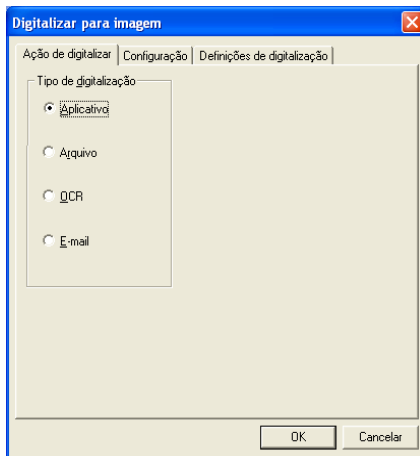 Digitalizar para imagem
Ação de digitalizar Configuração Definições de digitalização
Tipo de digitalização
Aplicativo
Arquivo
OCR
E-mail
OK Cancelar